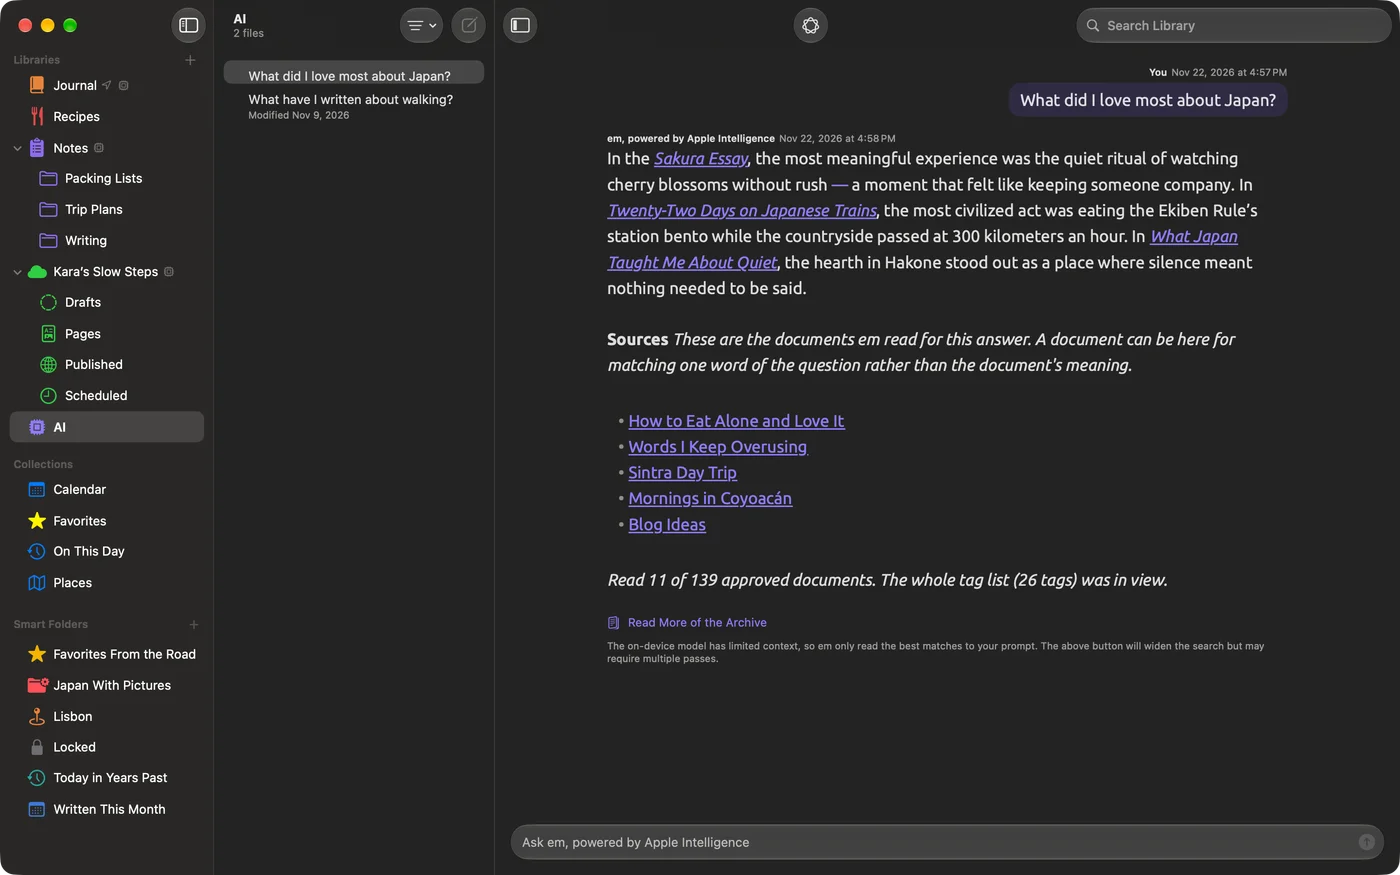 Libraries
Journal
Recipes
Notes
Packing Lists
Trip Plans
Writing
Kara’s Slow Steps
Drafts
Pages
Published
Scheduled
AI
Collections
Calendar
Favorites
On This Day
Places
Smart Folders
Favorites From the Road
Japan With Pictures
Lisbon
Locked
Today in Years Past
Written This Month
AI
2 files
What did I love most about Japan?
What have I written about walking?
Modified Nov 9, 2026
Search Library
You Nov 22, 2026 at 4:57 PM
What did I love most about Japan?
em, powered by Apple Intelligence Nov 22, 2026 at 4:58 PM
In the Sakura Essay, the most meaningful experience was the quiet ritual of watching
cherry blossoms without rush — a moment that felt like keeping someone company. In
Twenty-Two Days on Japanese Trains, the most civilized act was eating the Ekiben Rule’s
station bento while the countryside passed at 300 kilometers an hour. In What Japan
Taught Me About Quiet, the hearth in Hakone stood out as a place where silence meant
nothing needed to be said.
Sources These are the documents em read for this answer. A document can be here for
matching one word of the question rather than the document's meaning.
• How to Eat Alone and Love It
• Words I Keep Overusing
• Sintra Day Trip
• Mornings in Coyoacán
• Blog Ideas
Read 11 of 139 approved documents. The whole tag list (26 tags) was in view.
Read More of the Archive
The on-device model has limited context, so em only read the best matches to your prompt. The above button will widen the search but may
require multiple passes.
Ask em, powered by Apple Intelligence